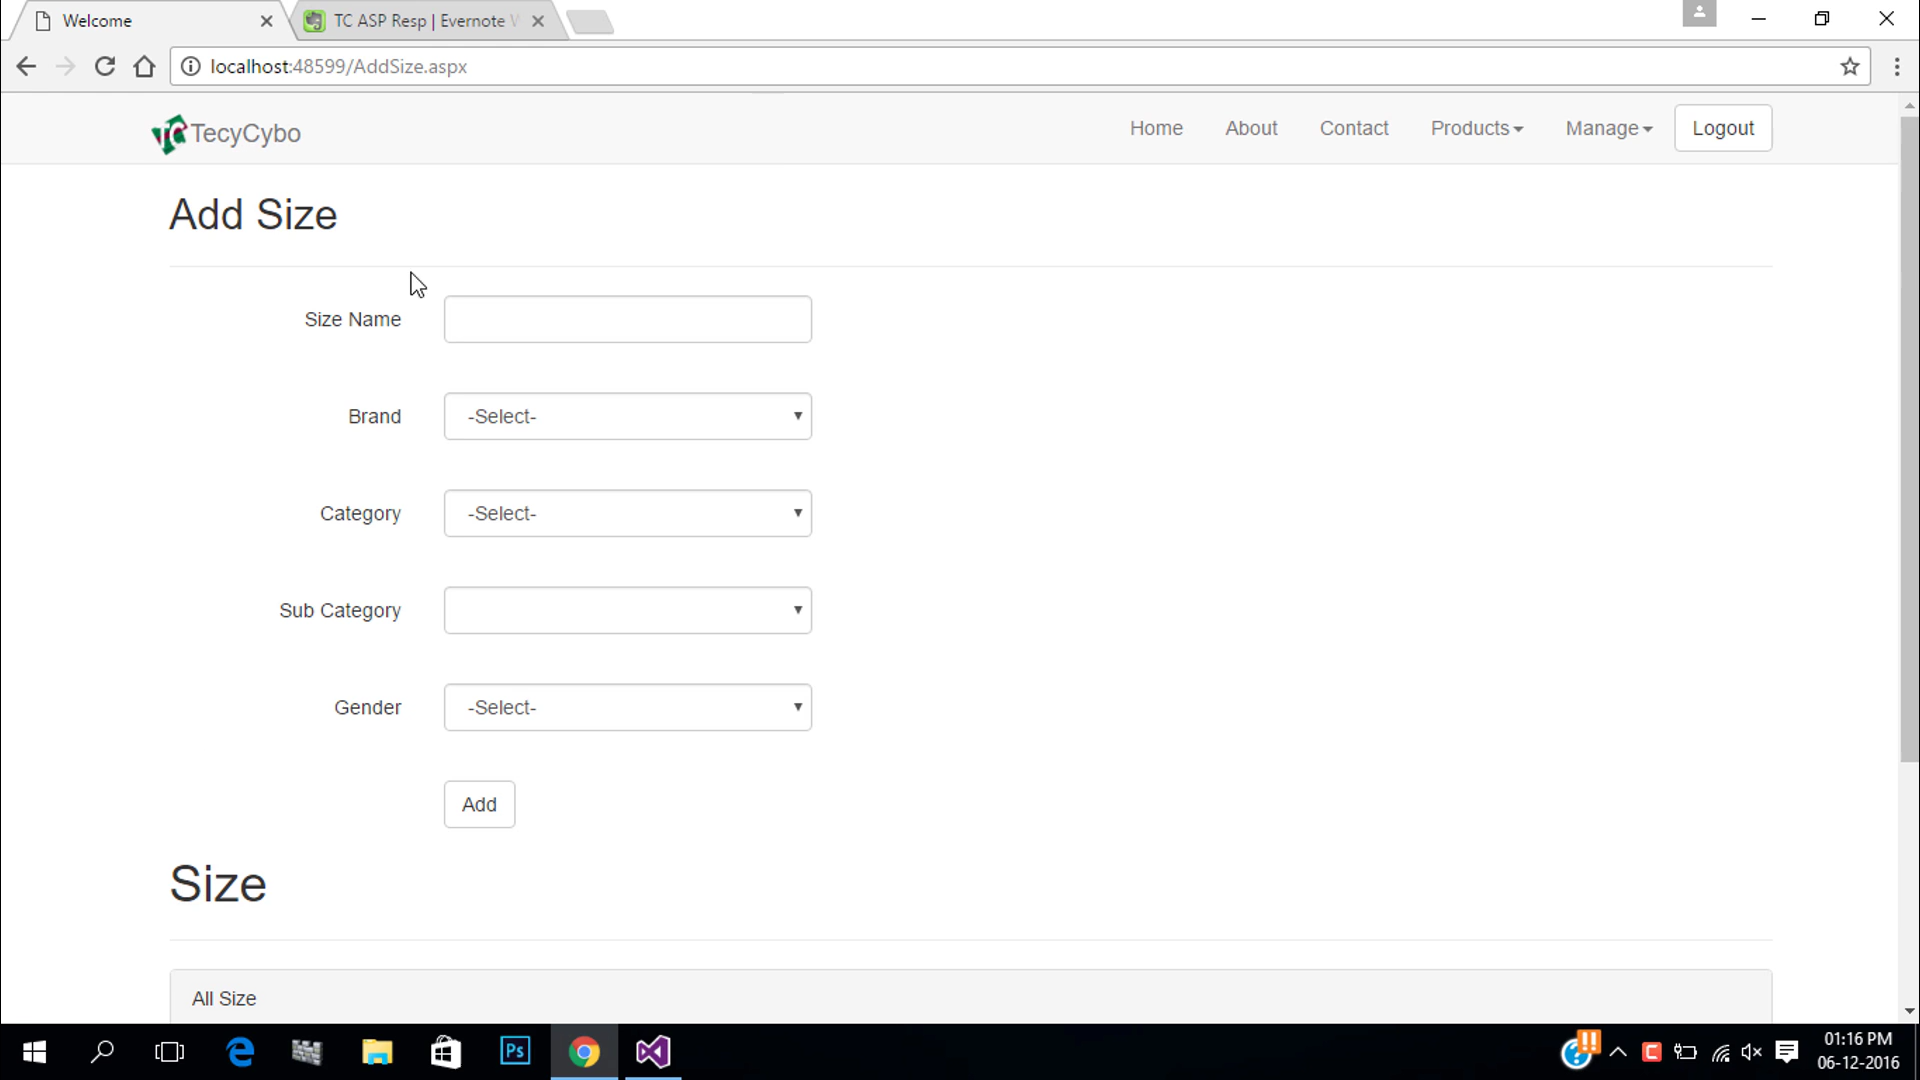 Welcome
TC ASP Resp | Evernote W
localhost:48599/AddSize.aspx
TecyCybo
Home
About
Contact
Products
Manage
Logout
Add Size
Size Name
Brand
-Select-
Category
-Select-
Sub Category
Gender
-Select-
Add
Size
All Size
Ps
01:16 PM
06-12-2016